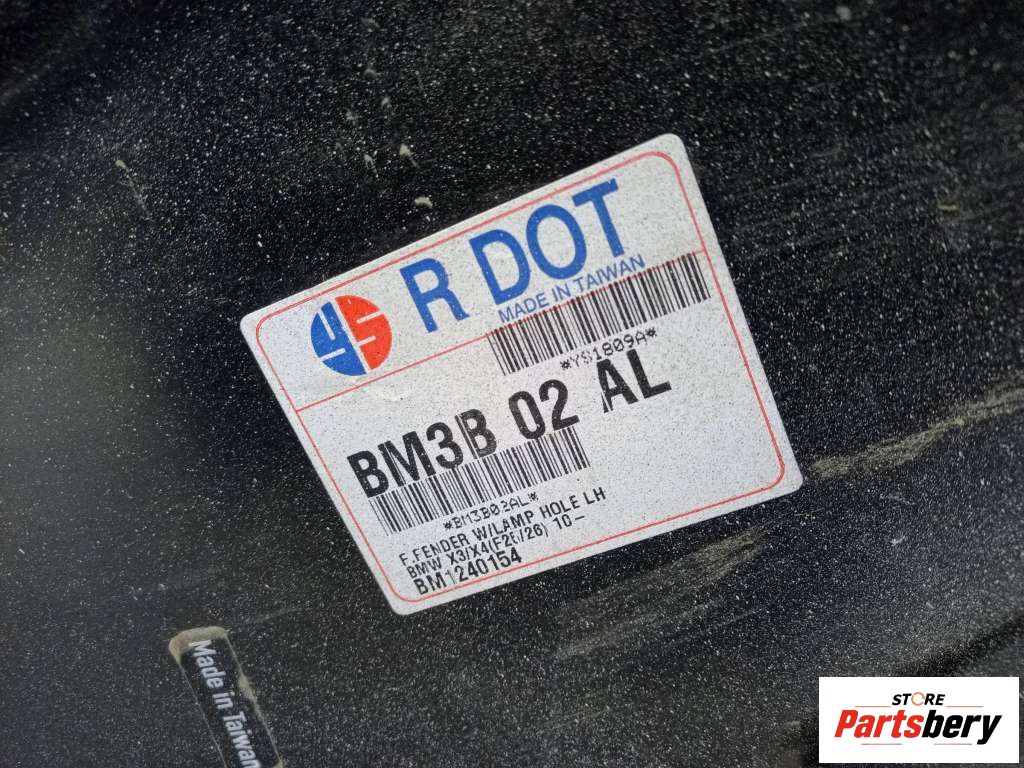 YS R DOT
MADE IN TAIWAN
*YS1809A*
BM3B 02 AL
*BM3B02AL*
F.FENDER W/LAMP HOLE LH
BMW X3/X4(F25/26) 10-
BM1240154
Made in Taiwan
STORE
Partsbery